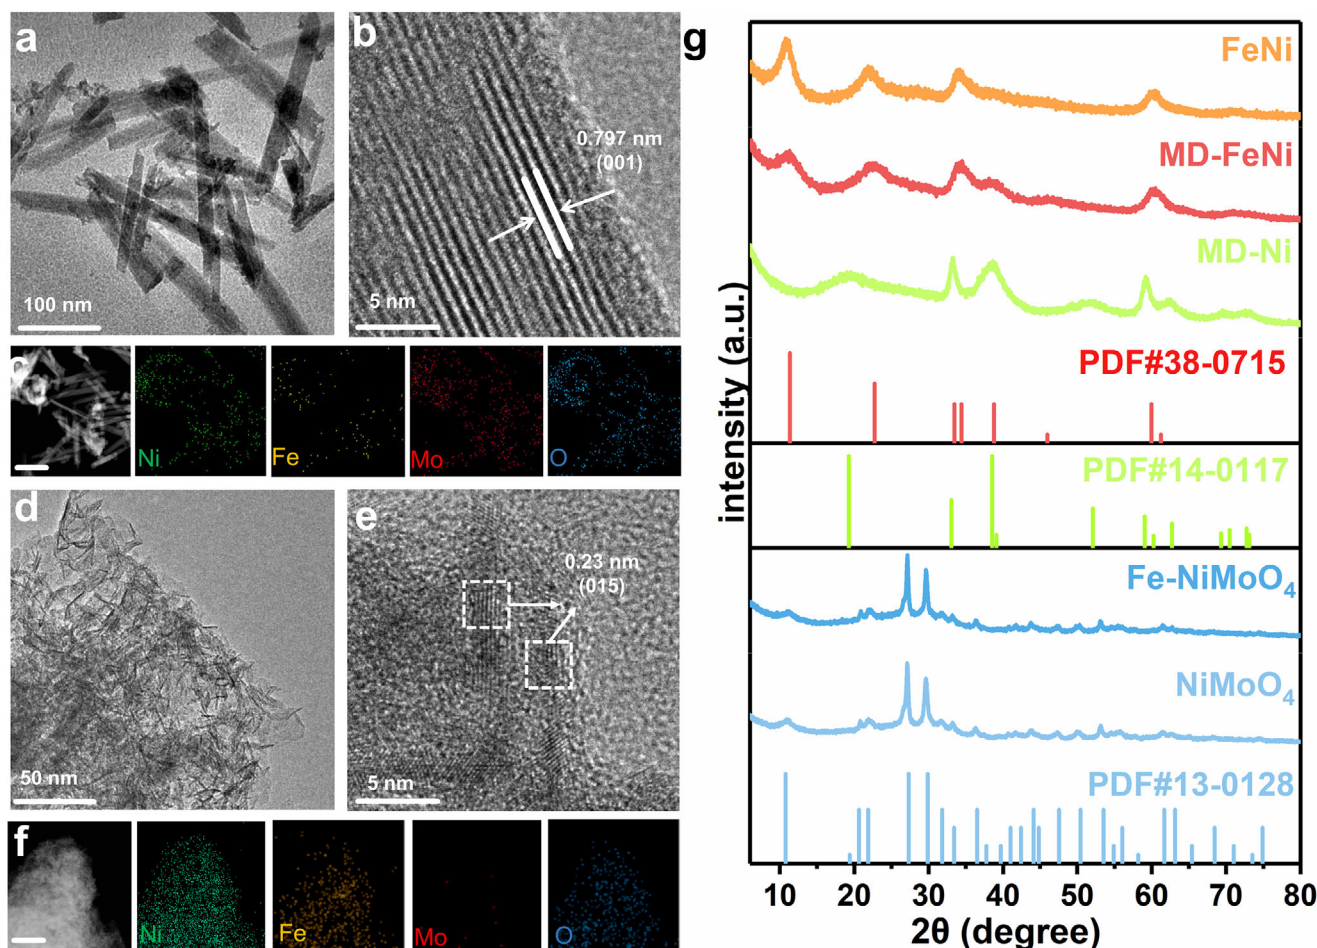 a
100 nm
b
0.797 nm
(001)
5 nm
c
Ni
Fe
Mo
O
d
50 nm
e
0.23 nm
(015)
5 nm
f
Ni
Fe
Mo
O
g
FeNi
MD-FeNi
MD-Ni
PDF#38-0715
PDF#14-0117
Fe-NiMoO₄
NiMoO₄
PDF#13-0128
intensity (a.u.)
10 20 30 40 50 60 70 80
2θ (degree)